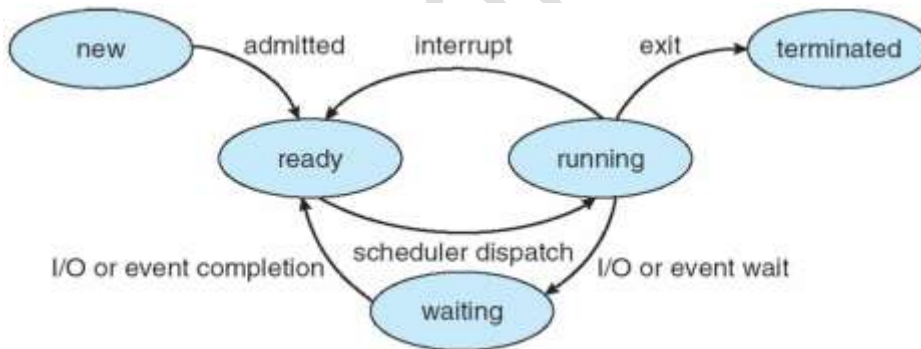 new
admitted
interrupt
exit
terminated
ready
running
scheduler dispatch
I/O or event completion
I/O or event wait
waiting